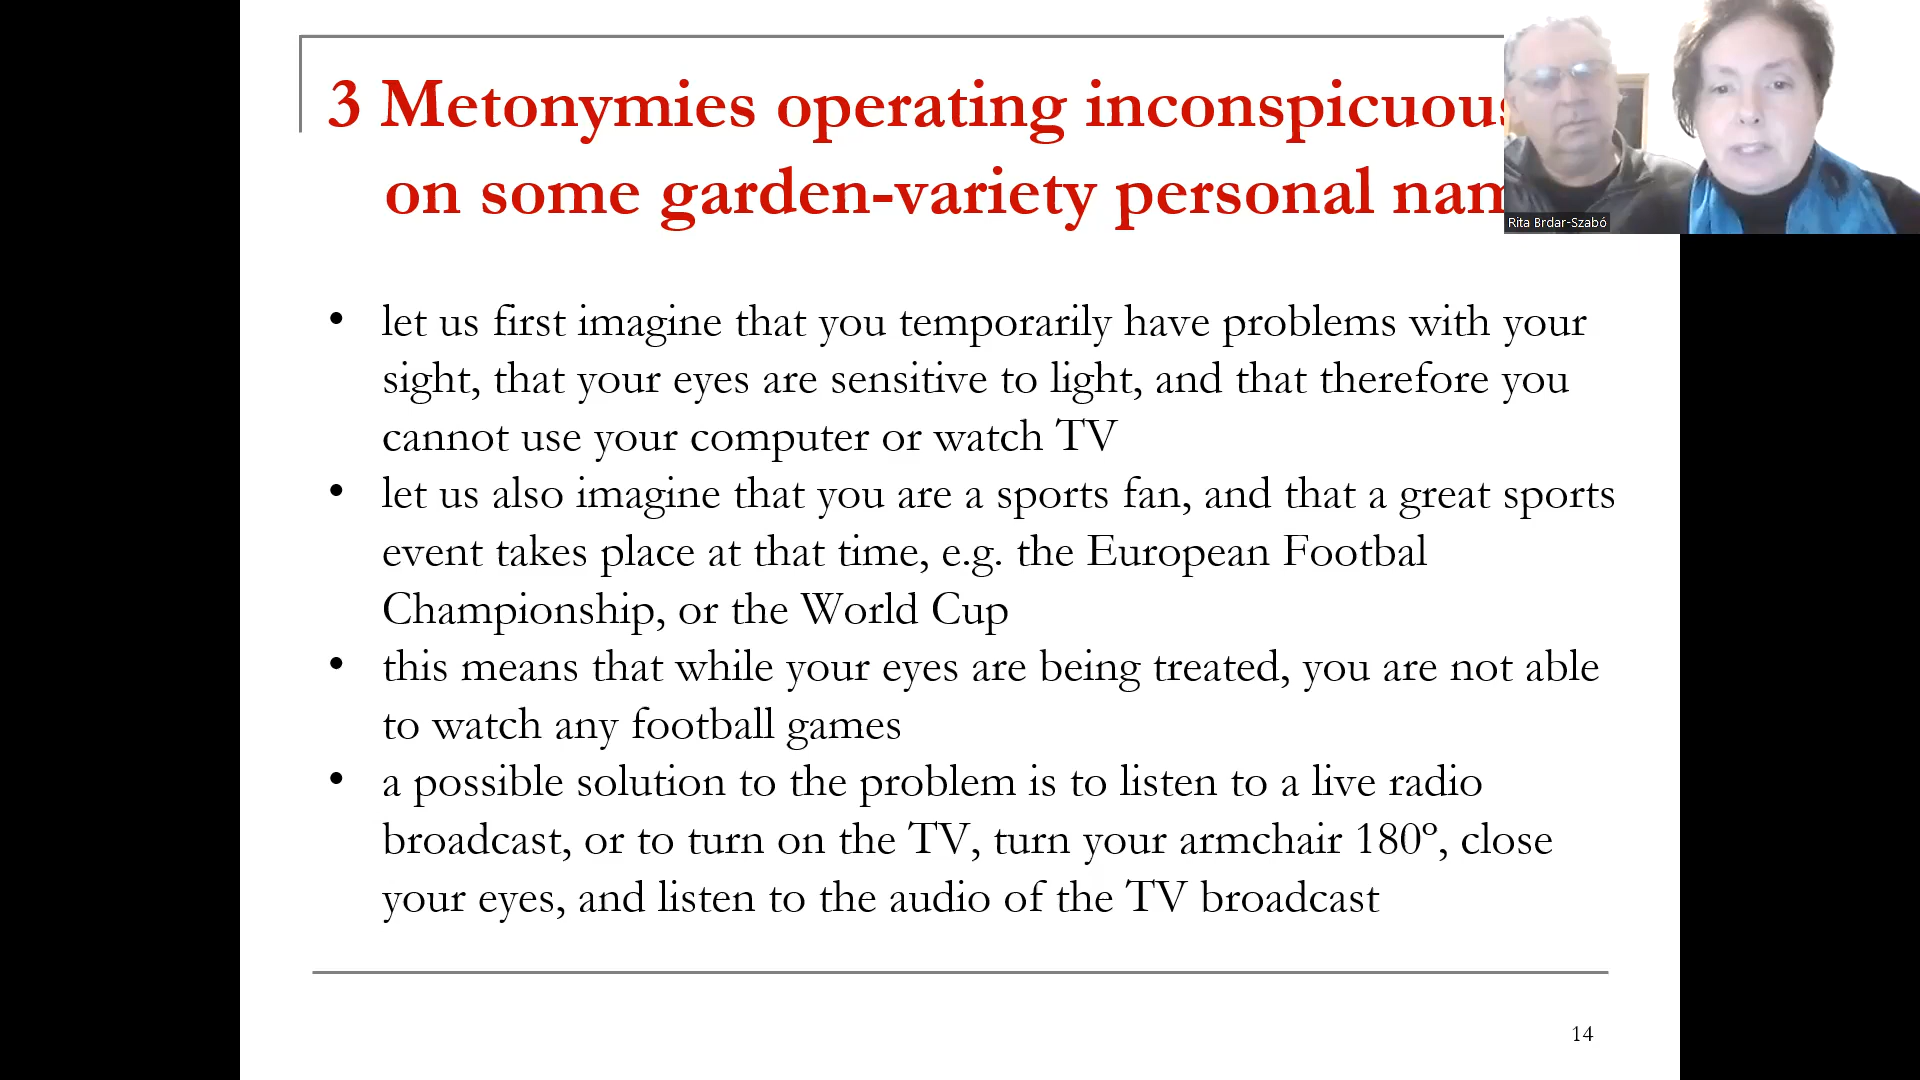 3 Metonymies operating inconspicuous
on some garden-variety personal nam
Rita Brdar-Szabó
• let us first imagine that you temporarily have problems with your
sight, that your eyes are sensitive to light, and that therefore you
cannot use your computer or watch TV
• let us also imagine that you are a sports fan, and that a great sports
event takes place at that time, e.g. the European Footbal
Championship, or the World Cup
• this means that while your eyes are being treated, you are not able
to watch any football games
• a possible solution to the problem is to listen to a live radio
broadcast, or to turn on the TV, turn your armchair 180º, close
your eyes, and listen to the audio of the TV broadcast
14